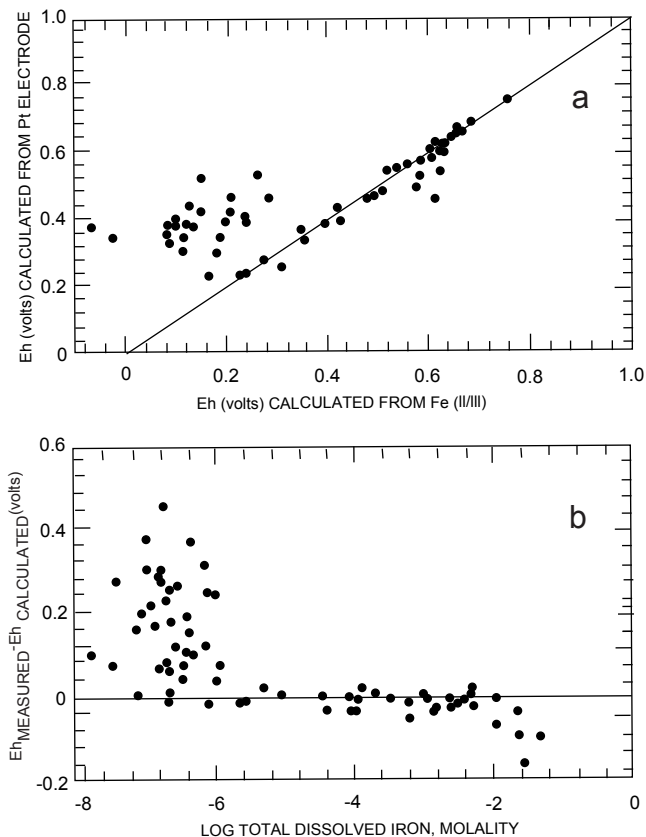 1.0
0.8
0.6
0.4
0.2
0
Eh (volts) CALCULATED FROM Pt ELECTRODE
a
0 0.2 0.4 0.6 0.8 1.0
Eh (volts) CALCULATED FROM Fe (II/III)
0.6
0.4
0.2
0
-0.2
EhMEASURED-Eh CALCULATED(volts)
b
-8 -6 -4 -2 0
LOG TOTAL DISSOLVED IRON, MOLALITY